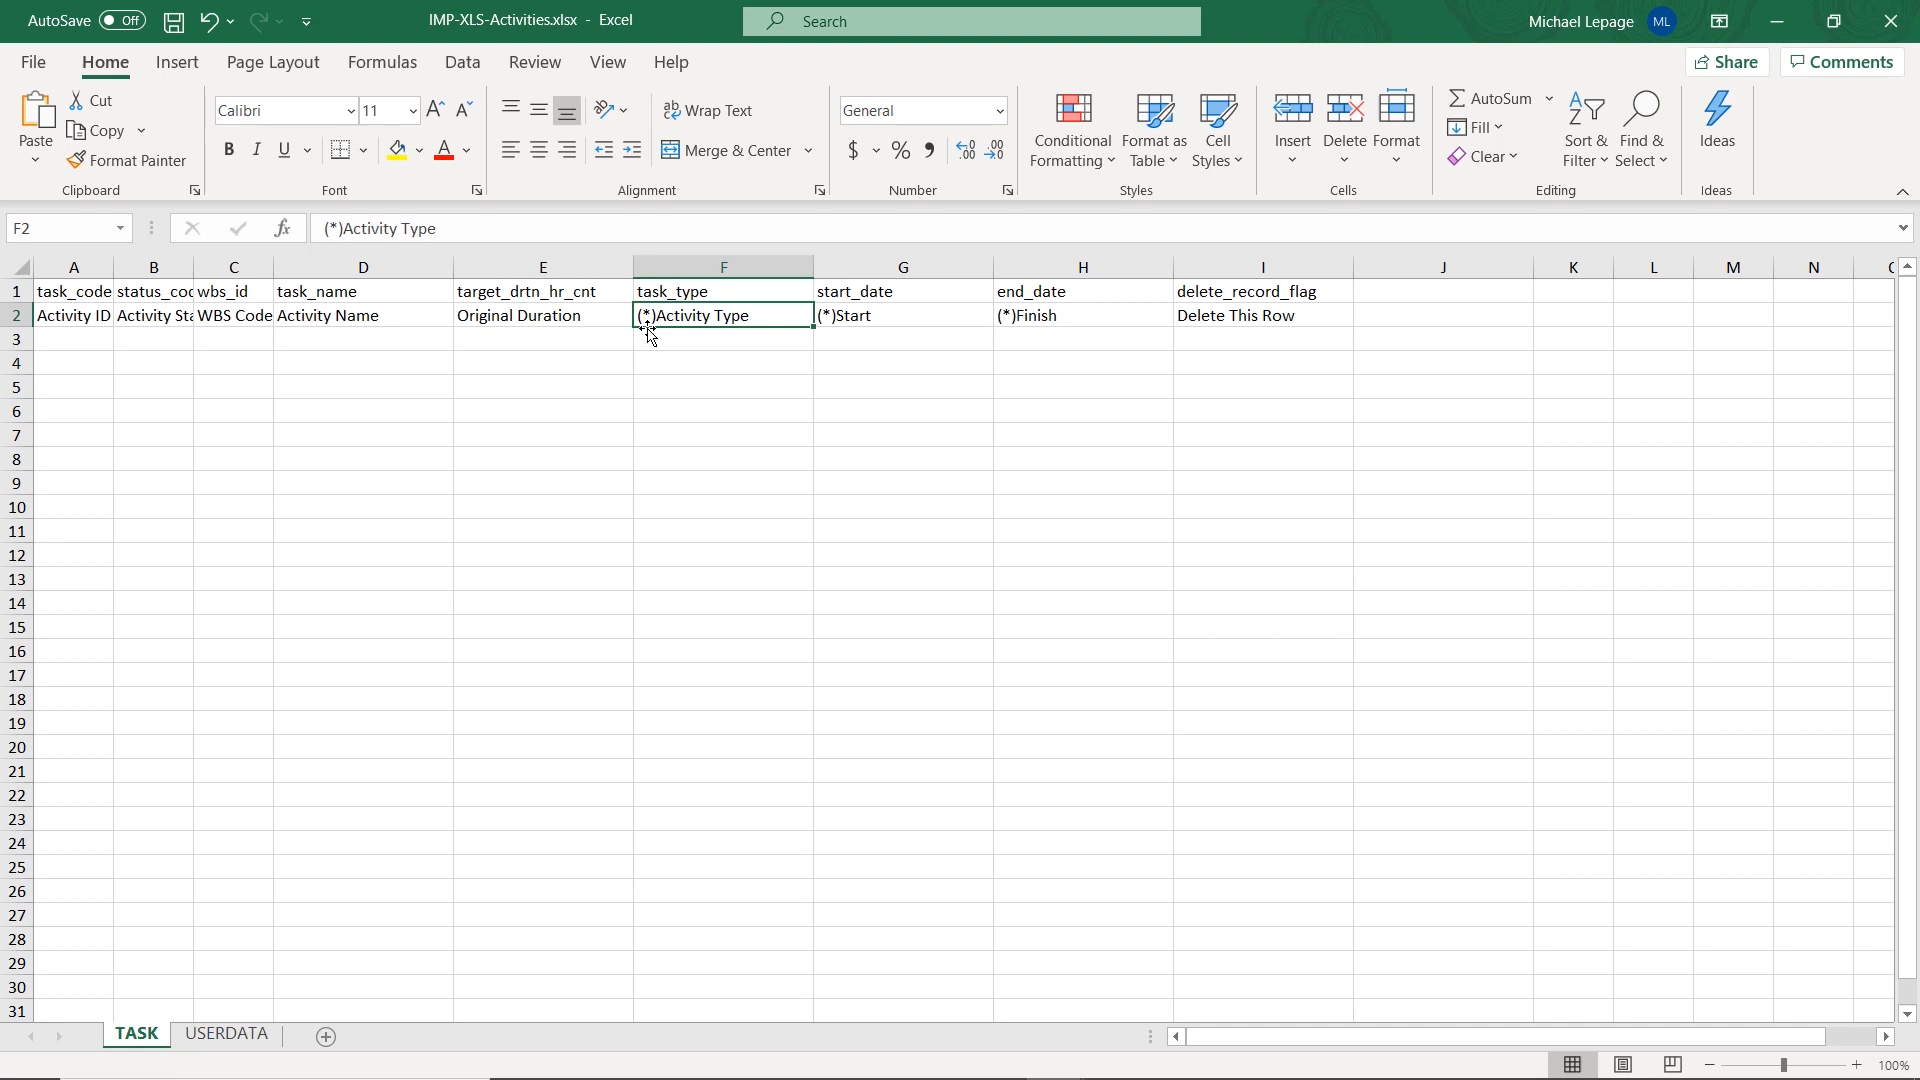 AutoSave Off IMP-XLS-Activities.xlsx - Excel Search Michael Lepage ML
File Home Insert Page Layout Formulas Data Review View Help Share Comments
Paste
Cut
Copy
Format Painter
Clipboard
Calibri 11
B I U A
Font
Wrap Text
Merge & Center
Alignment
General
$ % 9
Number
Conditional Formatting
Format as Table
Cell Styles
Styles
Insert Delete Format
Cells
AutoSum
Fill
Clear
Sort & Filter
Find & Select
Editing
Ideas
Ideas
F2 fx (*)Activity Type
A B C D E F G H I J K L M N
1 task_code wbs_id task_name target_drtn_hr_cnt task_type start_date end_date delete_record_flag
2 Activity ID Activity WBS Code Activity Name Original Duration (*)Activity Type (*)Start (*)Finish Delete This Row
3
4
5
6
7
8
9
10
11
12
13
14
15
16
17
18
19
20
21
22
23
24
25
26
27
28
29
30
31
TASK USERDATA
100%